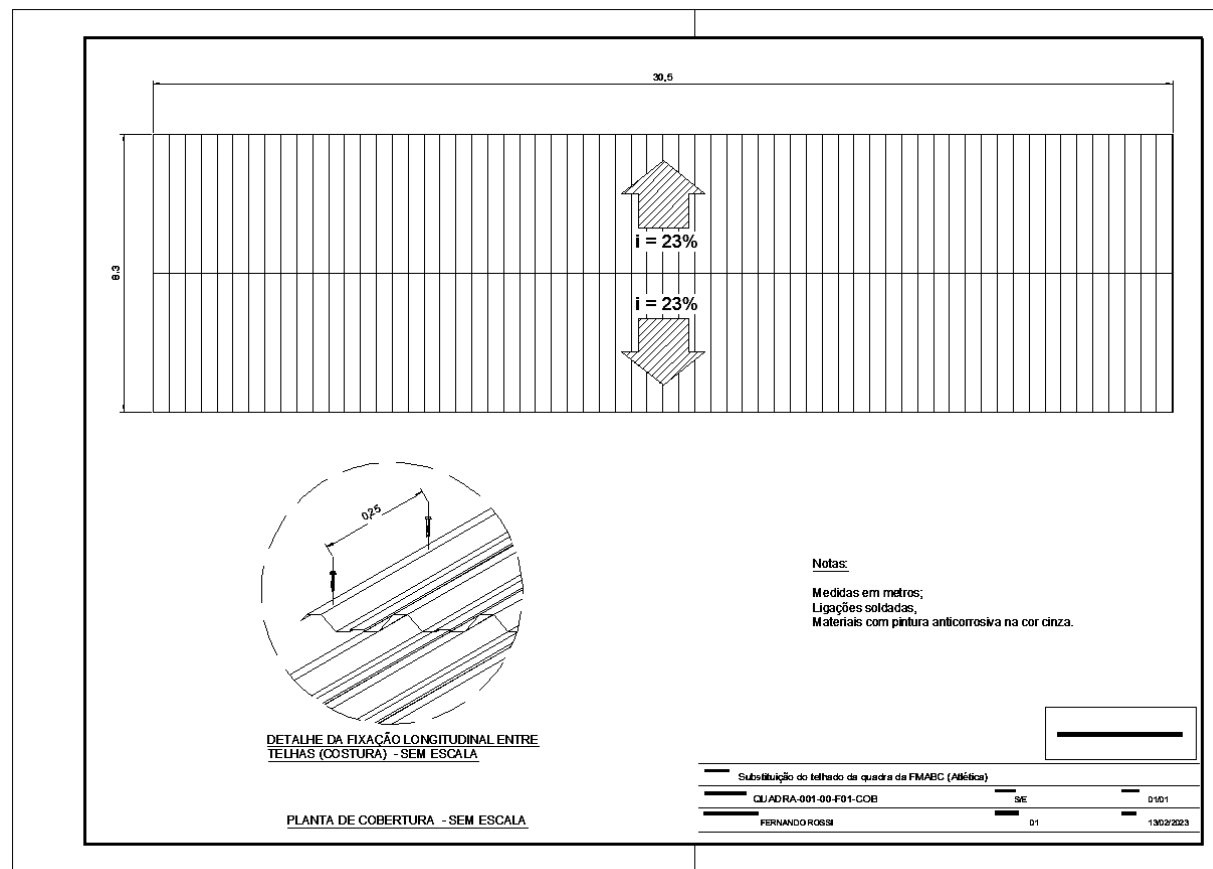 30,5
8,3
i = 23%
i = 23%
0,25
DETALHE DA FIXAÇÃO LONGITUDINAL ENTRE
TELHAS (COSTURA) - SEM ESCALA
PLANTA DE COBERTURA - SEM ESCALA
Notas:
Medidas em metros;
Ligações soldadas;
Materiais com pintura anticorrosiva na cor cinza.
Substituição do telhado da quadra da FMABC (Atlética)
QUADRA-001-00-F01-COB S/E 01/01
FERNANDO ROSSI 01 13/02/2023